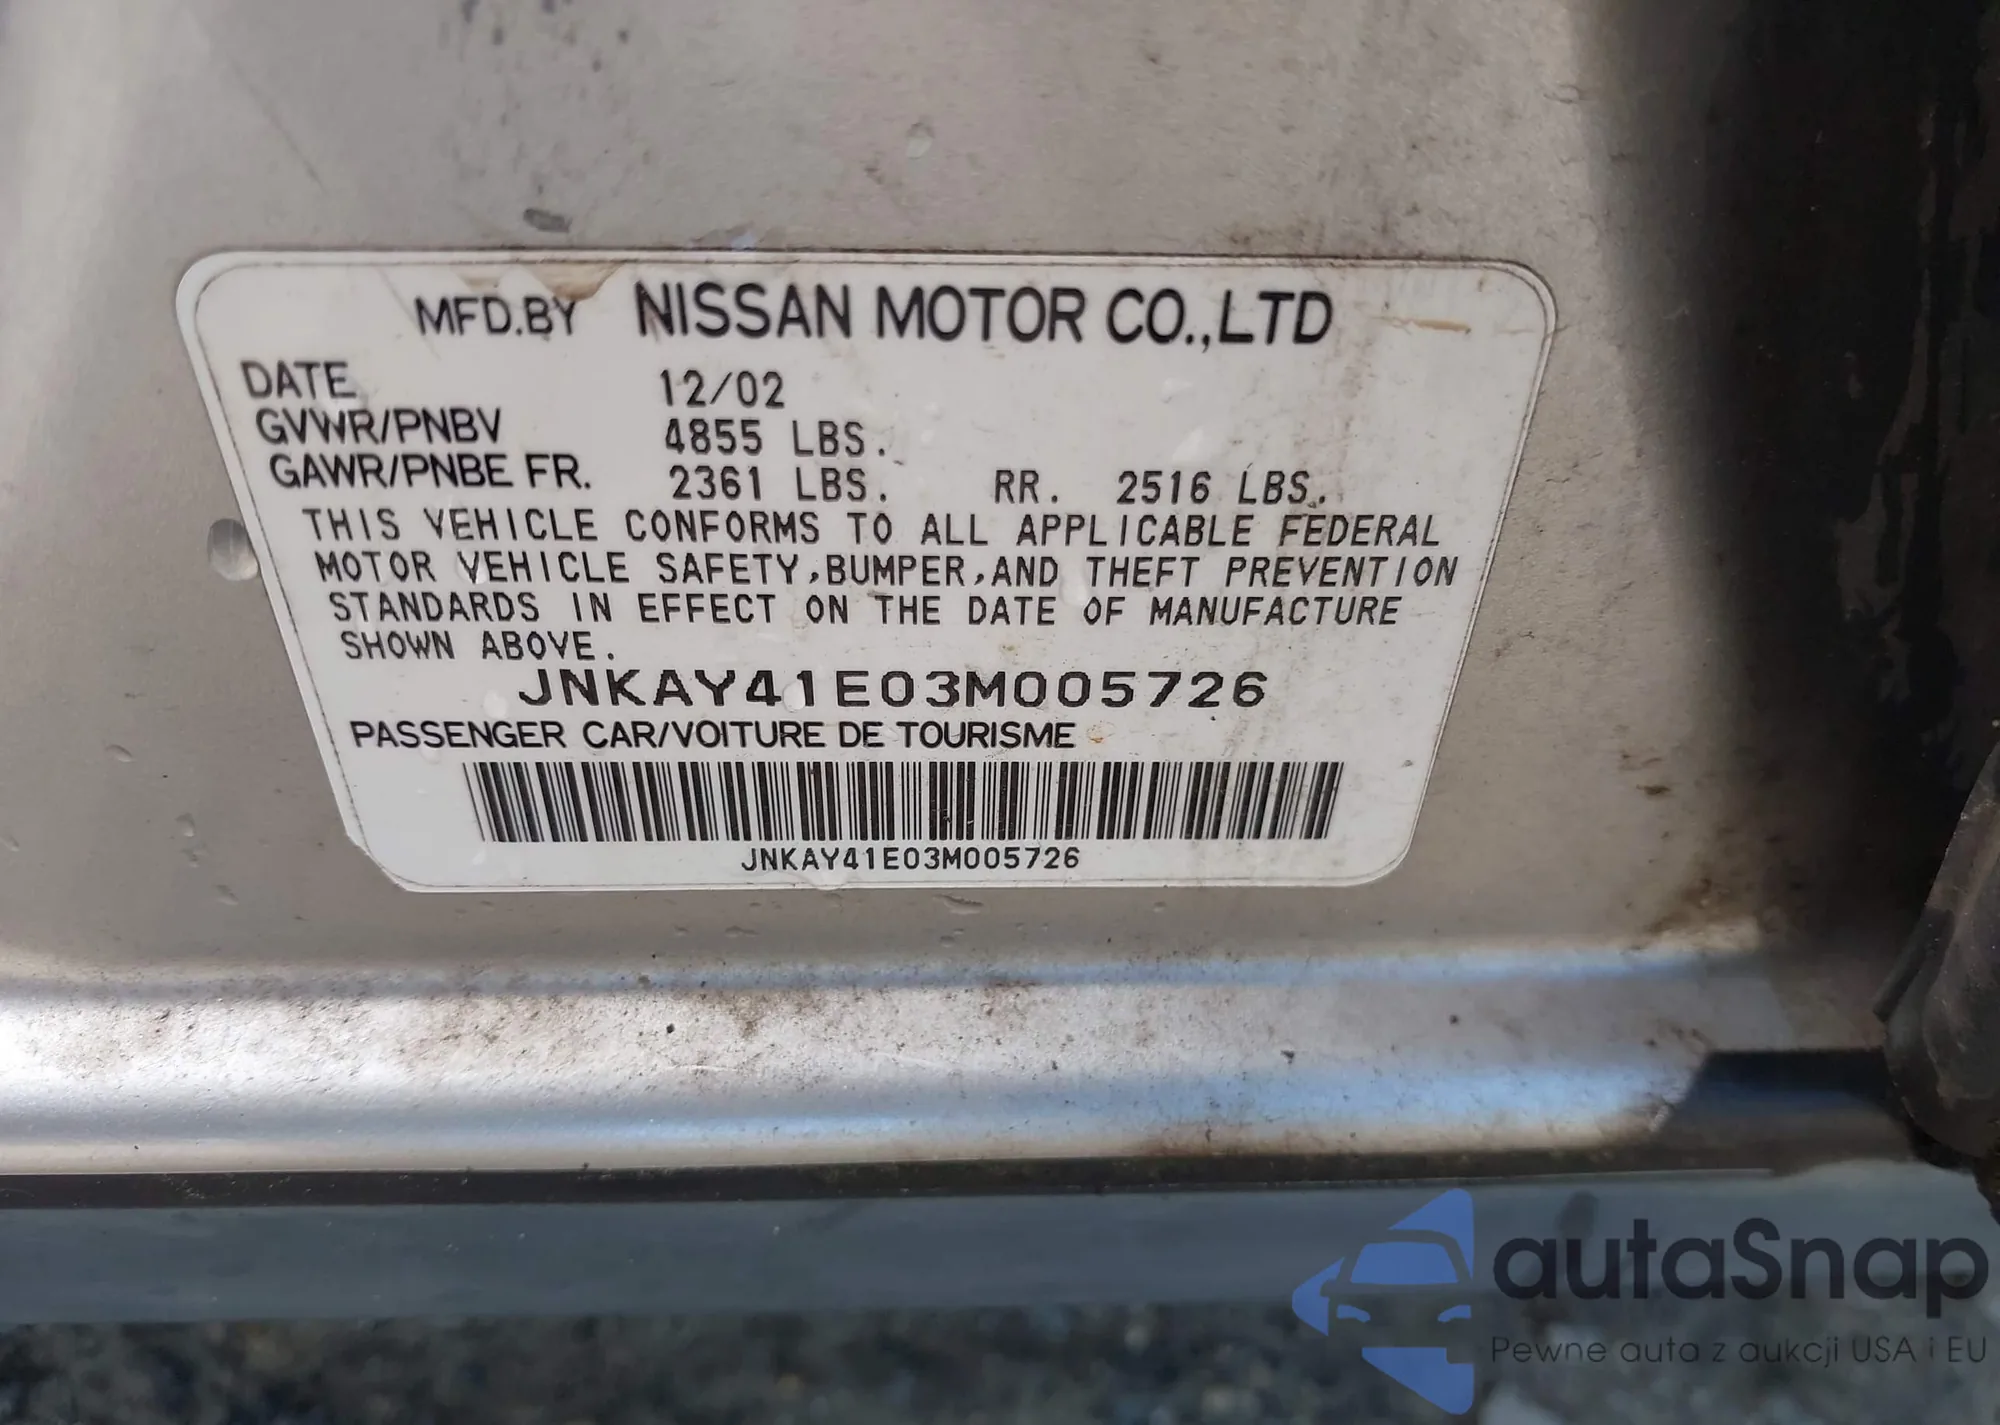 MFD.BY NISSAN MOTOR CO.,LTD
DATE 12/02
GVWR/PNBV 4855 LBS.
GAWR/PNBE FR. 2361 LBS. RR. 2516 LBS.
THIS VEHICLE CONFORMS TO ALL APPLICABLE FEDERAL
MOTOR VEHICLE SAFETY,BUMPER,AND THEFT PREVENTION
STANDARDS IN EFFECT ON THE DATE OF MANUFACTURE
SHOWN ABOVE.
JNKAY41E03M005726
PASSENGER CAR/VOITURE DE TOURISME
JNKAY41E03M005726
autaSnap
Pewne auta z aukcji USA i EU